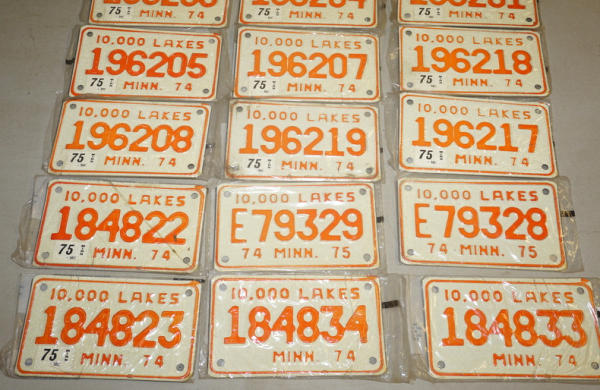 10,000 LAKES
196205
75
MINN. 74
10,000 LAKES
196207
75
MINN. 74
10,000 LAKES
196218
75
MINN. 74
10,000 LAKES
196208
75
MINN. 74
10,000 LAKES
196219
75
MINN. 74
10,000 LAKES
196217
75
MINN. 74
10,000 LAKES
184822
75
MINN. 74
10,000 LAKES
E79329
74 MINN. 75
10,000 LAKES
E79328
74 MINN. 75
10,000 LAKES
184823
75
MINN. 74
10,000 LAKES
184834
MINN. 74
10,000 LAKES
184833
MINN. 74